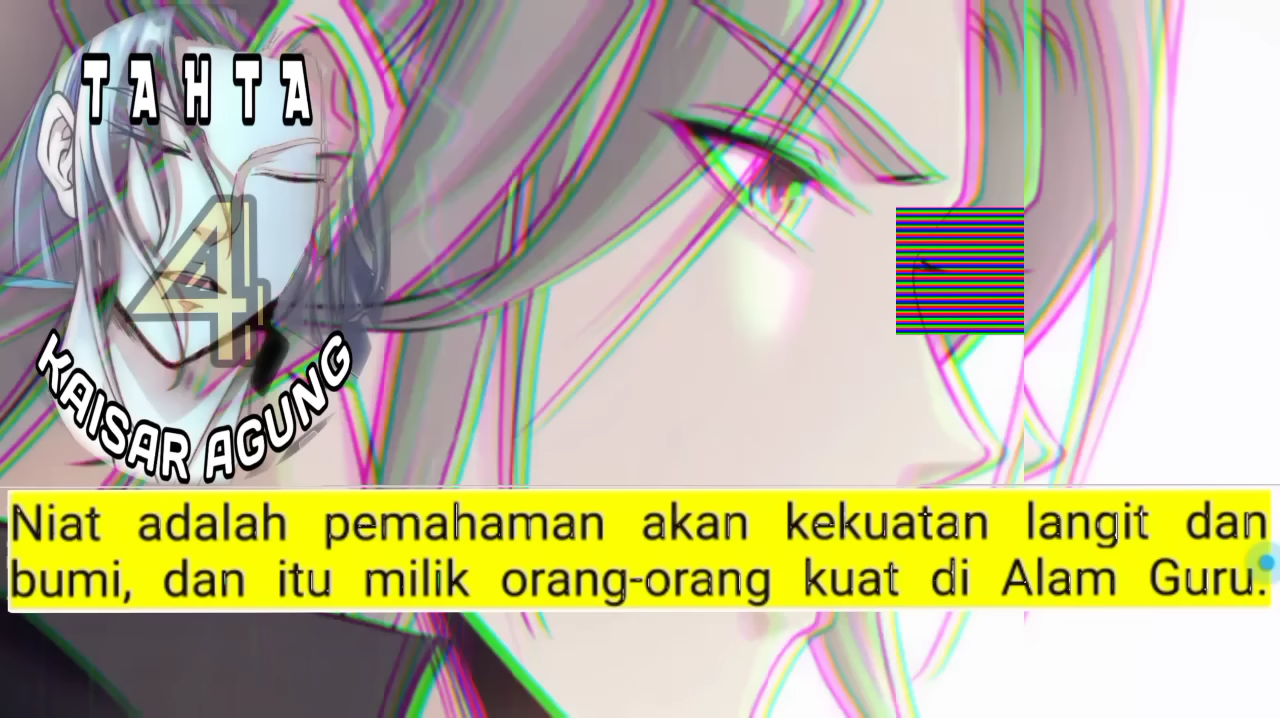 TAHTA
4
KAISAR AGUNG
Niat adalah pemahaman akan kekuatan langit dan
bumi, dan itu milik orang-orang kuat di Alam Guru.